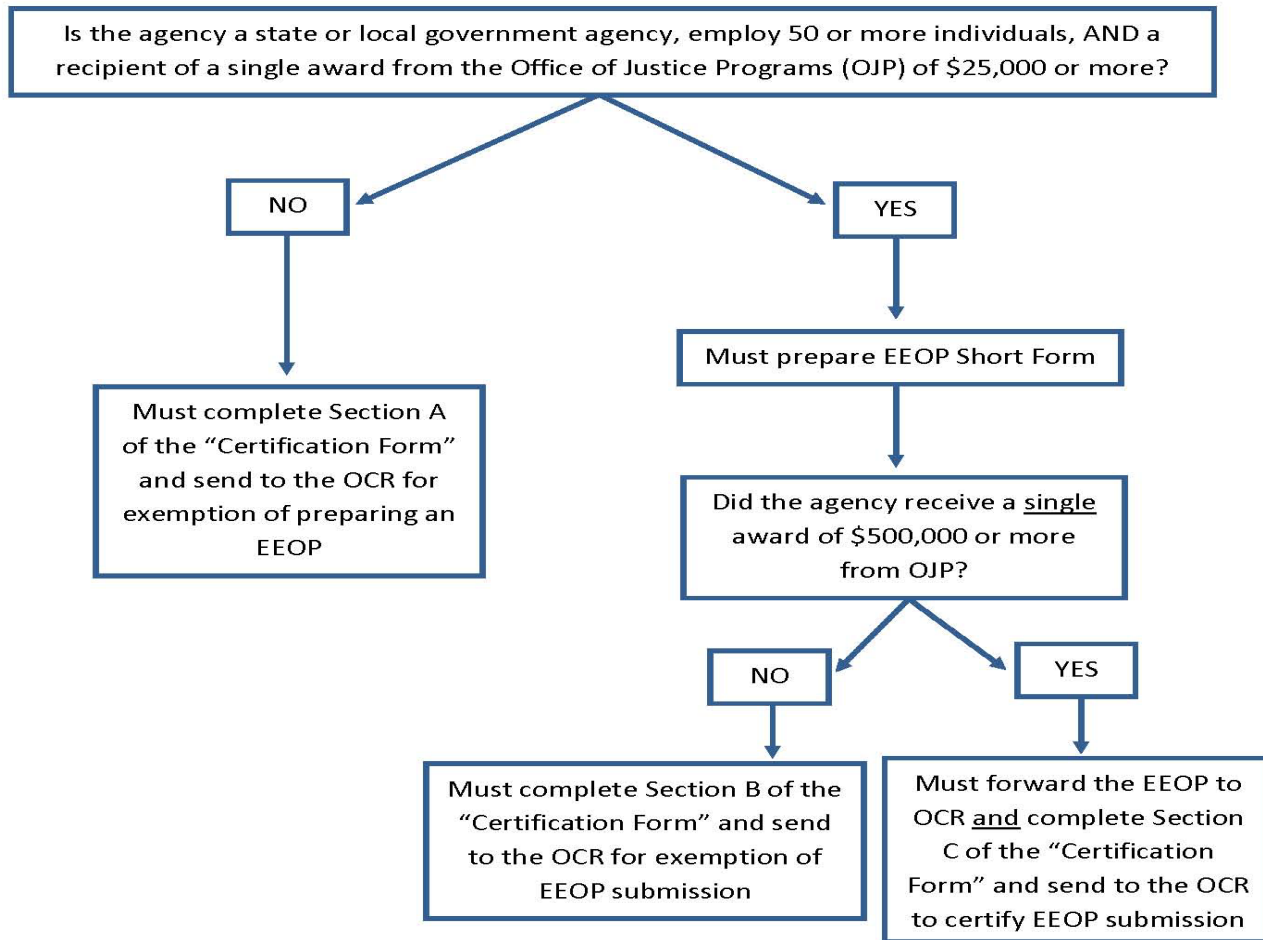 Is the agency a state or local government agency, employ 50 or more individuals, AND a
recipient of a single award from the Office of Justice Programs (OJP) of $25,000 or more?
NO
YES
Must complete Section A
of the “Certification Form”
and send to the OCR for
exemption of preparing an
EEOP
Must prepare EEOP Short Form
Did the agency receive a single
award of $500,000 or more
from OJP?
NO
YES
Must complete Section B of the
“Certification Form” and send
to the OCR for exemption of
EEOP submission
Must forward the EEOP to
OCR and complete Section
C of the “Certification
Form” and send to the OCR
to certify EEOP submission